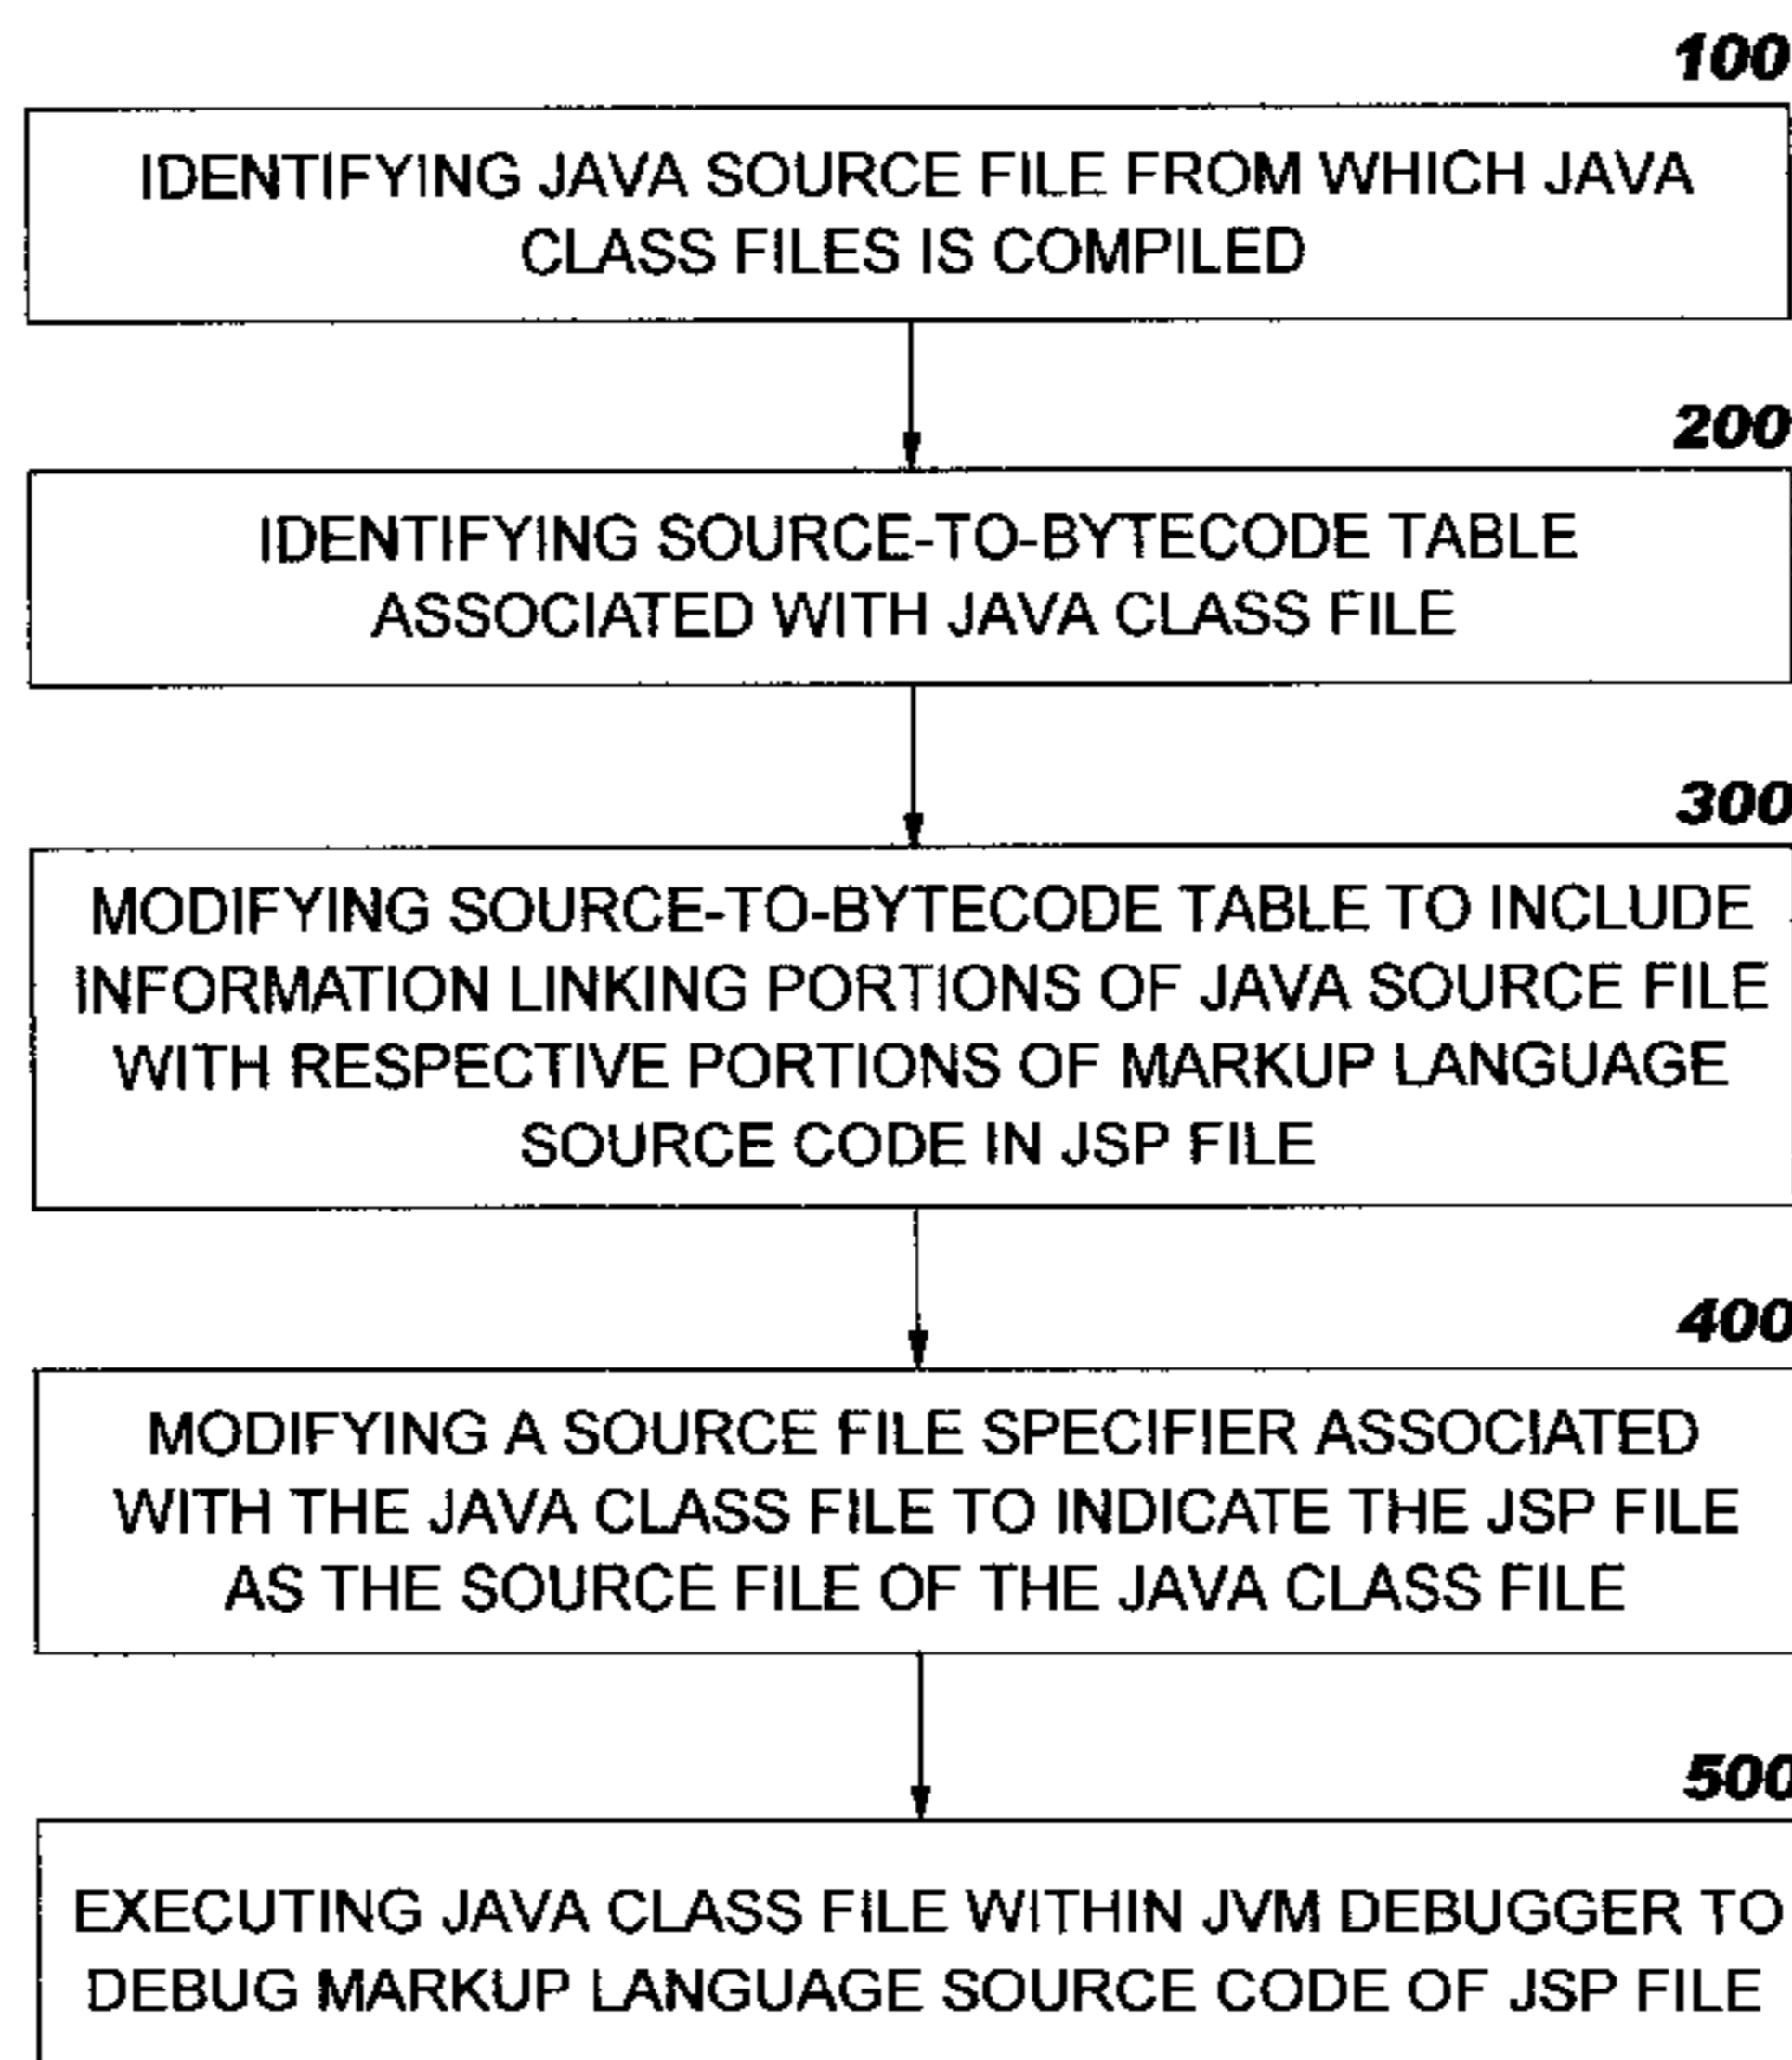 100
IDENTIFYING JAVA SOURCE FILE FROM WHICH JAVA
CLASS FILES IS COMPILED
200
IDENTIFYING SOURCE-TO-BYTECODE TABLE
ASSOCIATED WITH JAVA CLASS FILE
300
MODIFYING SOURCE-TO-BYTECODE TABLE TO INCLUDE
INFORMATION LINKING PORTIONS OF JAVA SOURCE FILE
WITH RESPECTIVE PORTIONS OF MARKUP LANGUAGE
SOURCE CODE IN JSP FILE
400
MODIFYING A SOURCE FILE SPECIFIER ASSOCIATED
WITH THE JAVA CLASS FILE TO INDICATE THE JSP FILE
AS THE SOURCE FILE OF THE JAVA CLASS FILE
500
EXECUTING JAVA CLASS FILE WITHIN JVM DEBUGGER TO
DEBUG MARKUP LANGUAGE SOURCE CODE OF JSP FILE